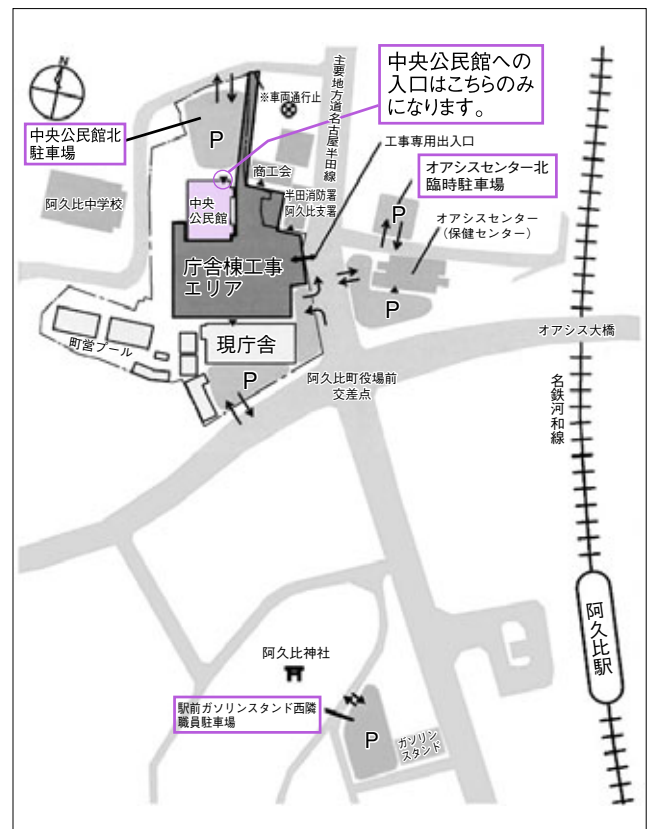 N
※車両通行止
主要地方道名古屋半田線
中央公民館への
入口はこちらのみ
になります。
中央公民館北
駐車場
P
工事専用出入口
商工会
オアシスセンター北
臨時駐車場
阿久比中学校
中央
公民館
半田消防署
阿久比支署
P
オアシスセンター
(保健センター)
庁舎棟工事
エリア
P
町営プール
現庁舎
オアシス大橋
P
阿久比町役場前
交差点
名鉄河和線
阿久比駅
阿久比神社
駅前ガソリンスタンド西隣
職員駐車場
P
ガソリン
スタンド